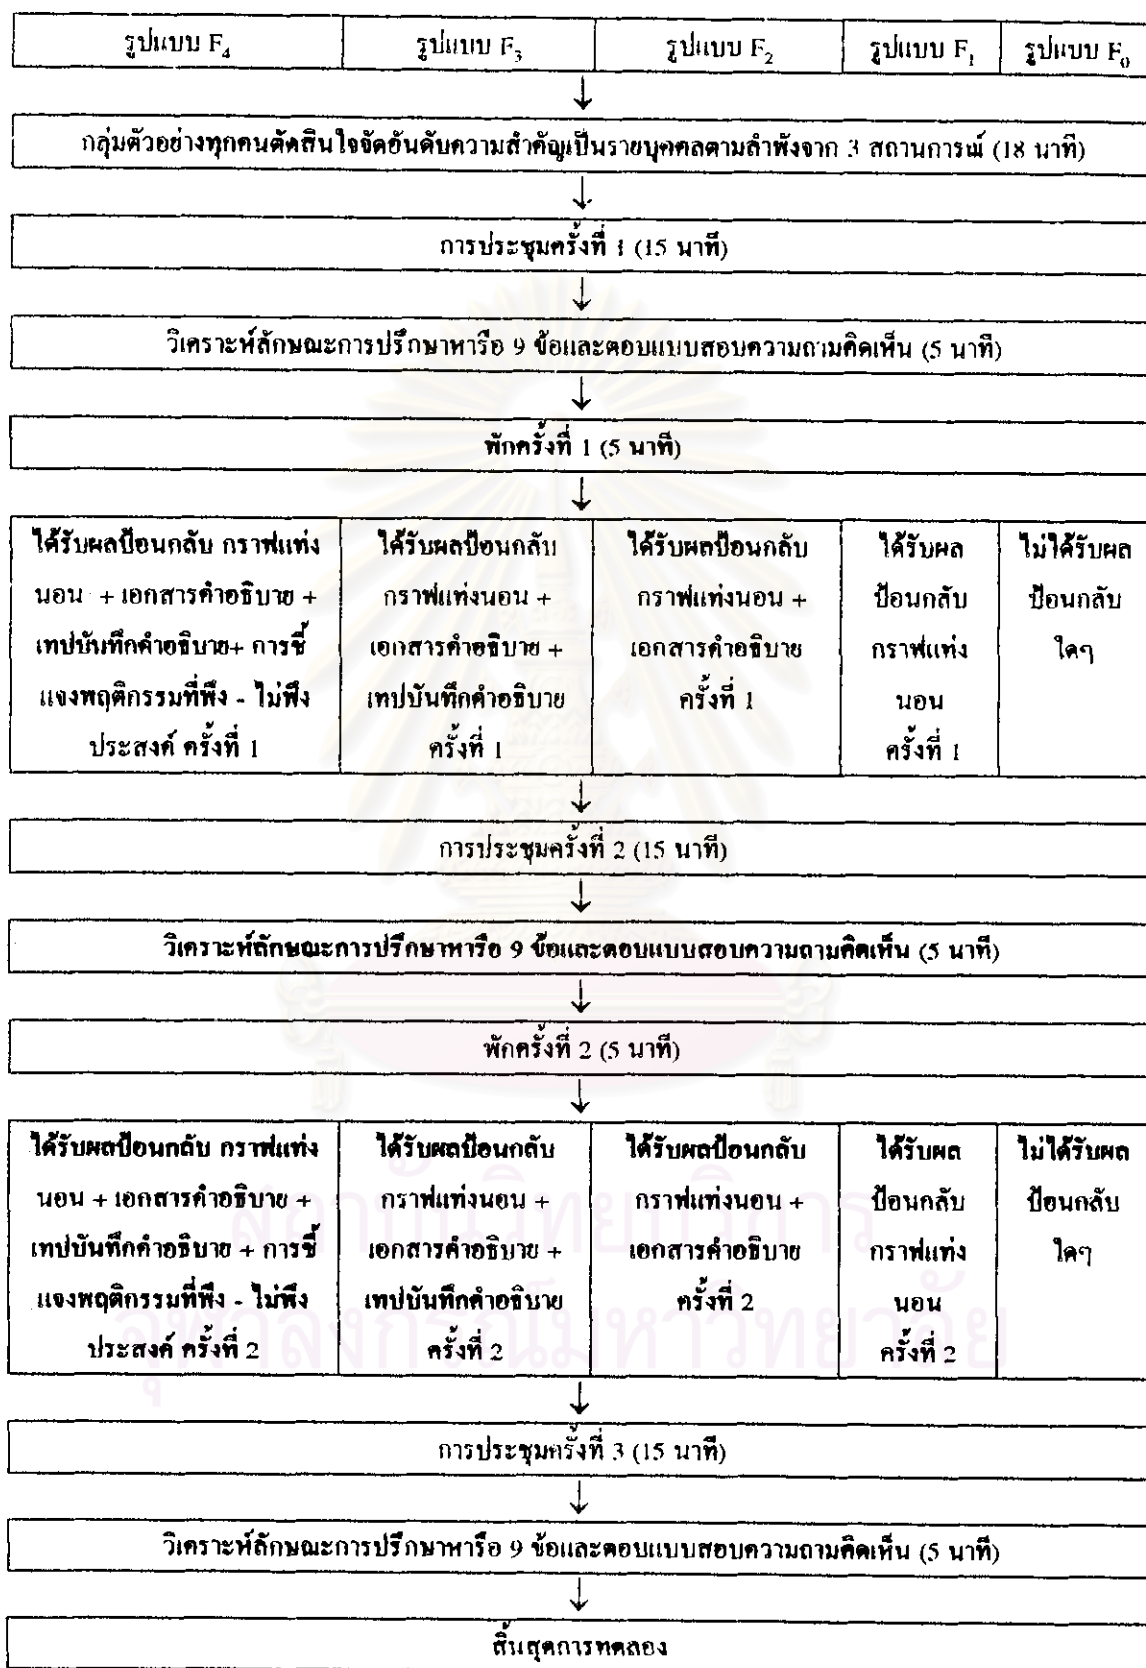 รูปแบบ F₄ รูปแบบ F₃ รูปแบบ F₂ รูปแบบ F₁ รูปแบบ F₀
↓
กลุ่มตัวอย่างทุกคนตัดสินใจจัดอันดับความสำคัญเป็นรายบุคคลตามลำพังจาก 3 สถานการณ์ (18 นาที)
↓
การประชุมครั้งที่ 1 (15 นาที)
↓
วิเคราะห์ลักษณะการปรึกษาหารือ 9 ข้อและตอบแบบสอบความถามคิดเห็น (5 นาที)
↓
พักครั้งที่ 1 (5 นาที)
↓
ได้รับผลป้อนกลับ กราฟแท่ง
นอน + เอกสารคำอธิบาย +
เทปบันทึกคำอธิบาย+ การชี้
แจงพฤติกรรมที่พึง - ไม่พึง
ประสงค์ ครั้งที่ 1
ได้รับผลป้อนกลับ
กราฟแท่งนอน +
เอกสารคำอธิบาย +
เทปบันทึกคำอธิบาย
ครั้งที่ 1
ได้รับผลป้อนกลับ
กราฟแท่งนอน +
เอกสารคำอธิบาย
ครั้งที่ 1
ได้รับผล
ป้อนกลับ
กราฟแท่ง
นอน
ครั้งที่ 1
ไม่ได้รับผล
ป้อนกลับ
ใดๆ
↓
การประชุมครั้งที่ 2 (15 นาที)
↓
วิเคราะห์ลักษณะการปรึกษาหารือ 9 ข้อและตอบแบบสอบความถามคิดเห็น (5 นาที)
↓
พักครั้งที่ 2 (5 นาที)
↓
ได้รับผลป้อนกลับ กราฟแท่ง
นอน + เอกสารคำอธิบาย +
เทปบันทึกคำอธิบาย + การชี้
แจงพฤติกรรมที่พึง - ไม่พึง
ประสงค์ ครั้งที่ 2
ได้รับผลป้อนกลับ
กราฟแท่งนอน +
เอกสารคำอธิบาย +
เทปบันทึกคำอธิบาย
ครั้งที่ 2
ได้รับผลป้อนกลับ
กราฟแท่งนอน +
เอกสารคำอธิบาย
ครั้งที่ 2
ได้รับผล
ป้อนกลับ
กราฟแท่ง
นอน
ครั้งที่ 2
ไม่ได้รับผล
ป้อนกลับ
ใดๆ
สถาบันวิทยบริการ
จุฬาลงกรณ์มหาวิทยาลัย
↓
การประชุมครั้งที่ 3 (15 นาที)
↓
วิเคราะห์ลักษณะการปรึกษาหารือ 9 ข้อและตอบแบบสอบความถามคิดเห็น (5 นาที)
↓
สิ้นสุดการทดลอง